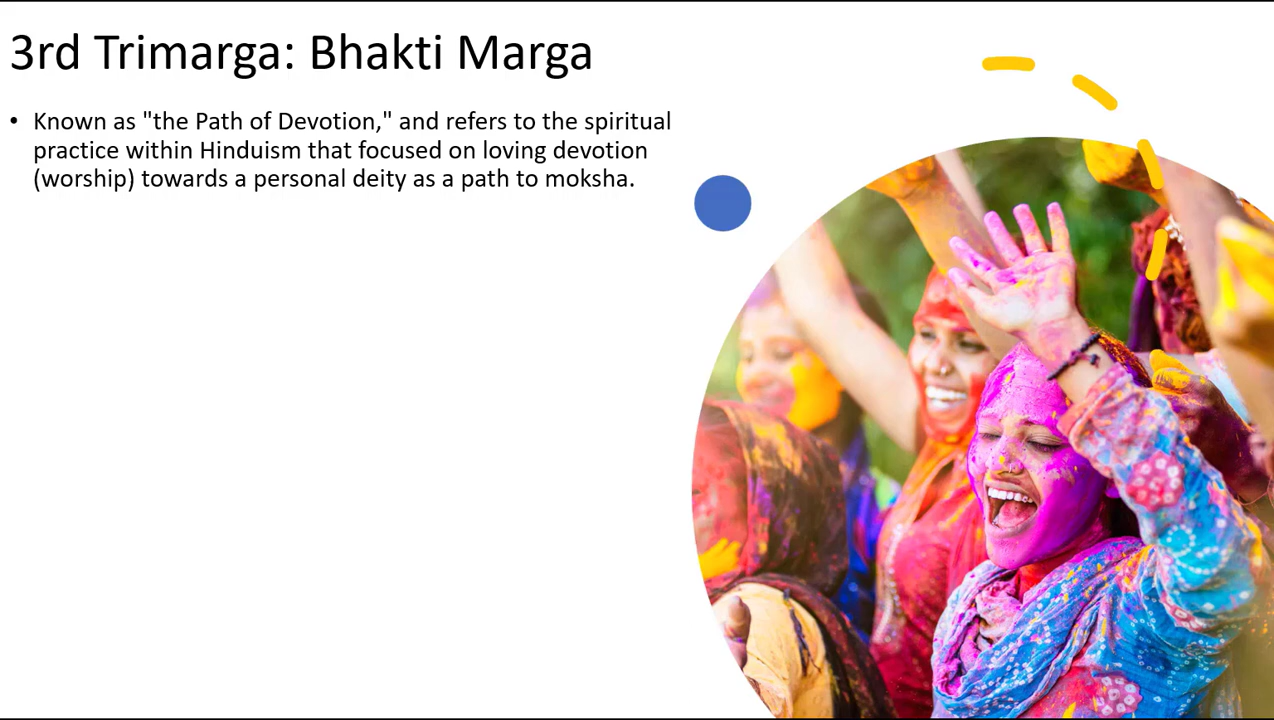 3rd Trimarga: Bhakti Marga
• Known as "the Path of Devotion," and refers to the spiritual
practice within Hinduism that focused on loving devotion
(worship) towards a personal deity as a path to moksha.